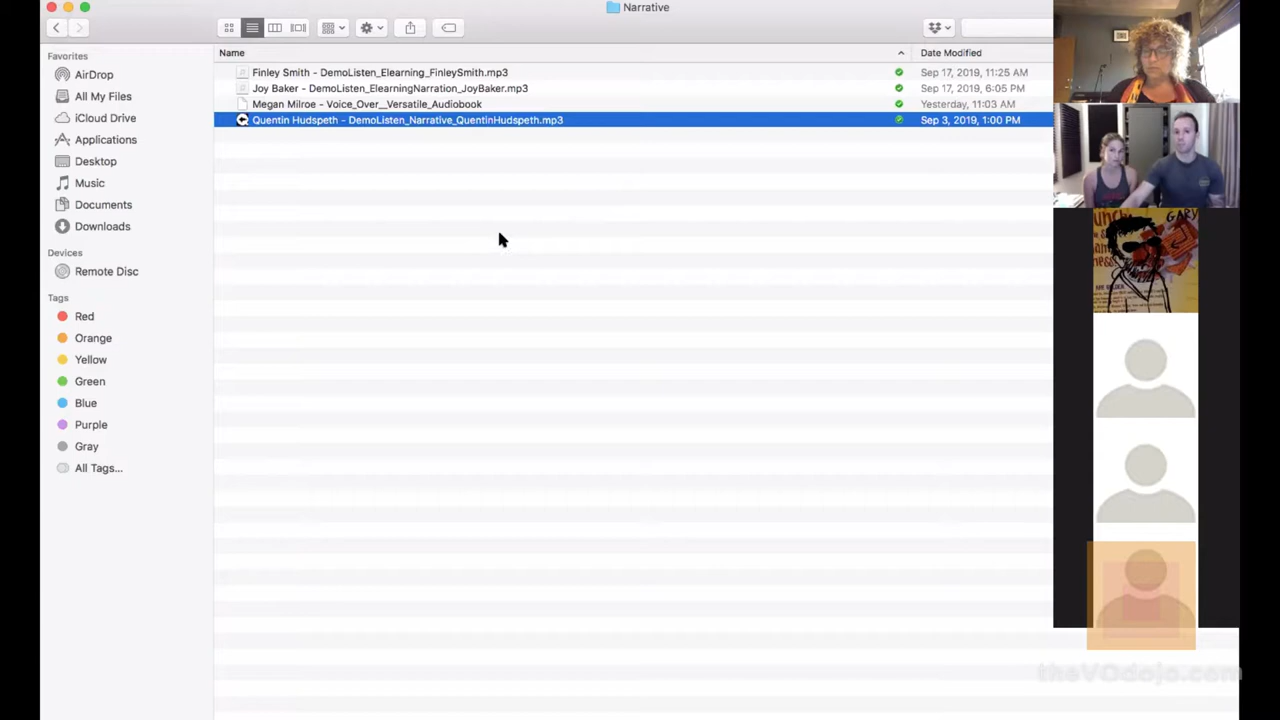 Narrative
Name
Date Modified
Favorites
AirDrop
All My Files
iCloud Drive
Applications
Desktop
Music
Documents
Downloads
Devices
Remote Disc
Tags
Red
Orange
Yellow
Green
Blue
Purple
Gray
All Tags...
Finley Smith - DemoListen_Elearning_FinleySmith.mp3
Sep 17, 2019, 11:25 AM
Joy Baker - DemoListen_ElearningNarration_JoyBaker.mp3
Sep 17, 2019, 6:05 PM
Megan Milroe - Voice_Over__Versatile_Audiobook
Yesterday, 11:03 AM
Quentin Hudspeth - DemoListen_Narrative_QuentinHudspeth.mp3
Sep 3, 2019, 1:00 PM
GARY
theVOdojo.com